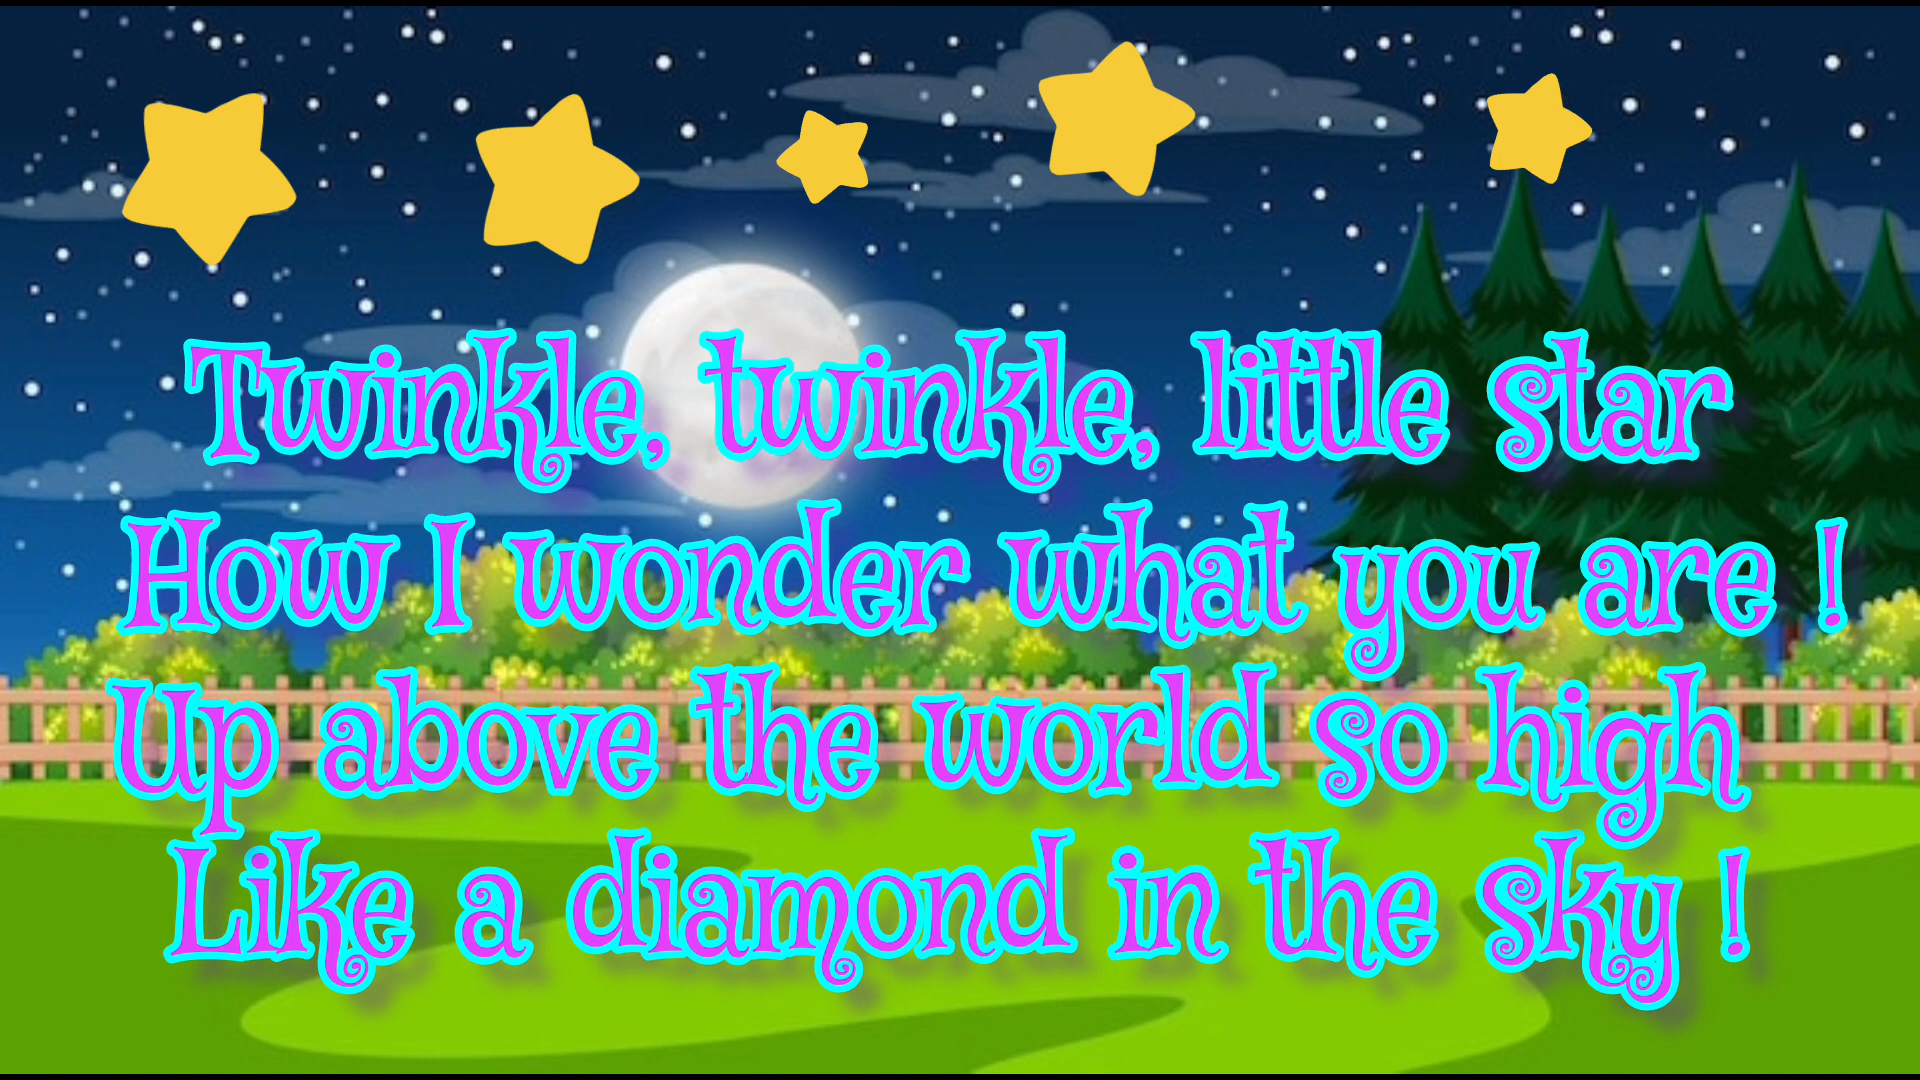 Twinkle, twinkle, little star
How I wonder what you are !
Up above the world so high
Like a diamond in the sky !